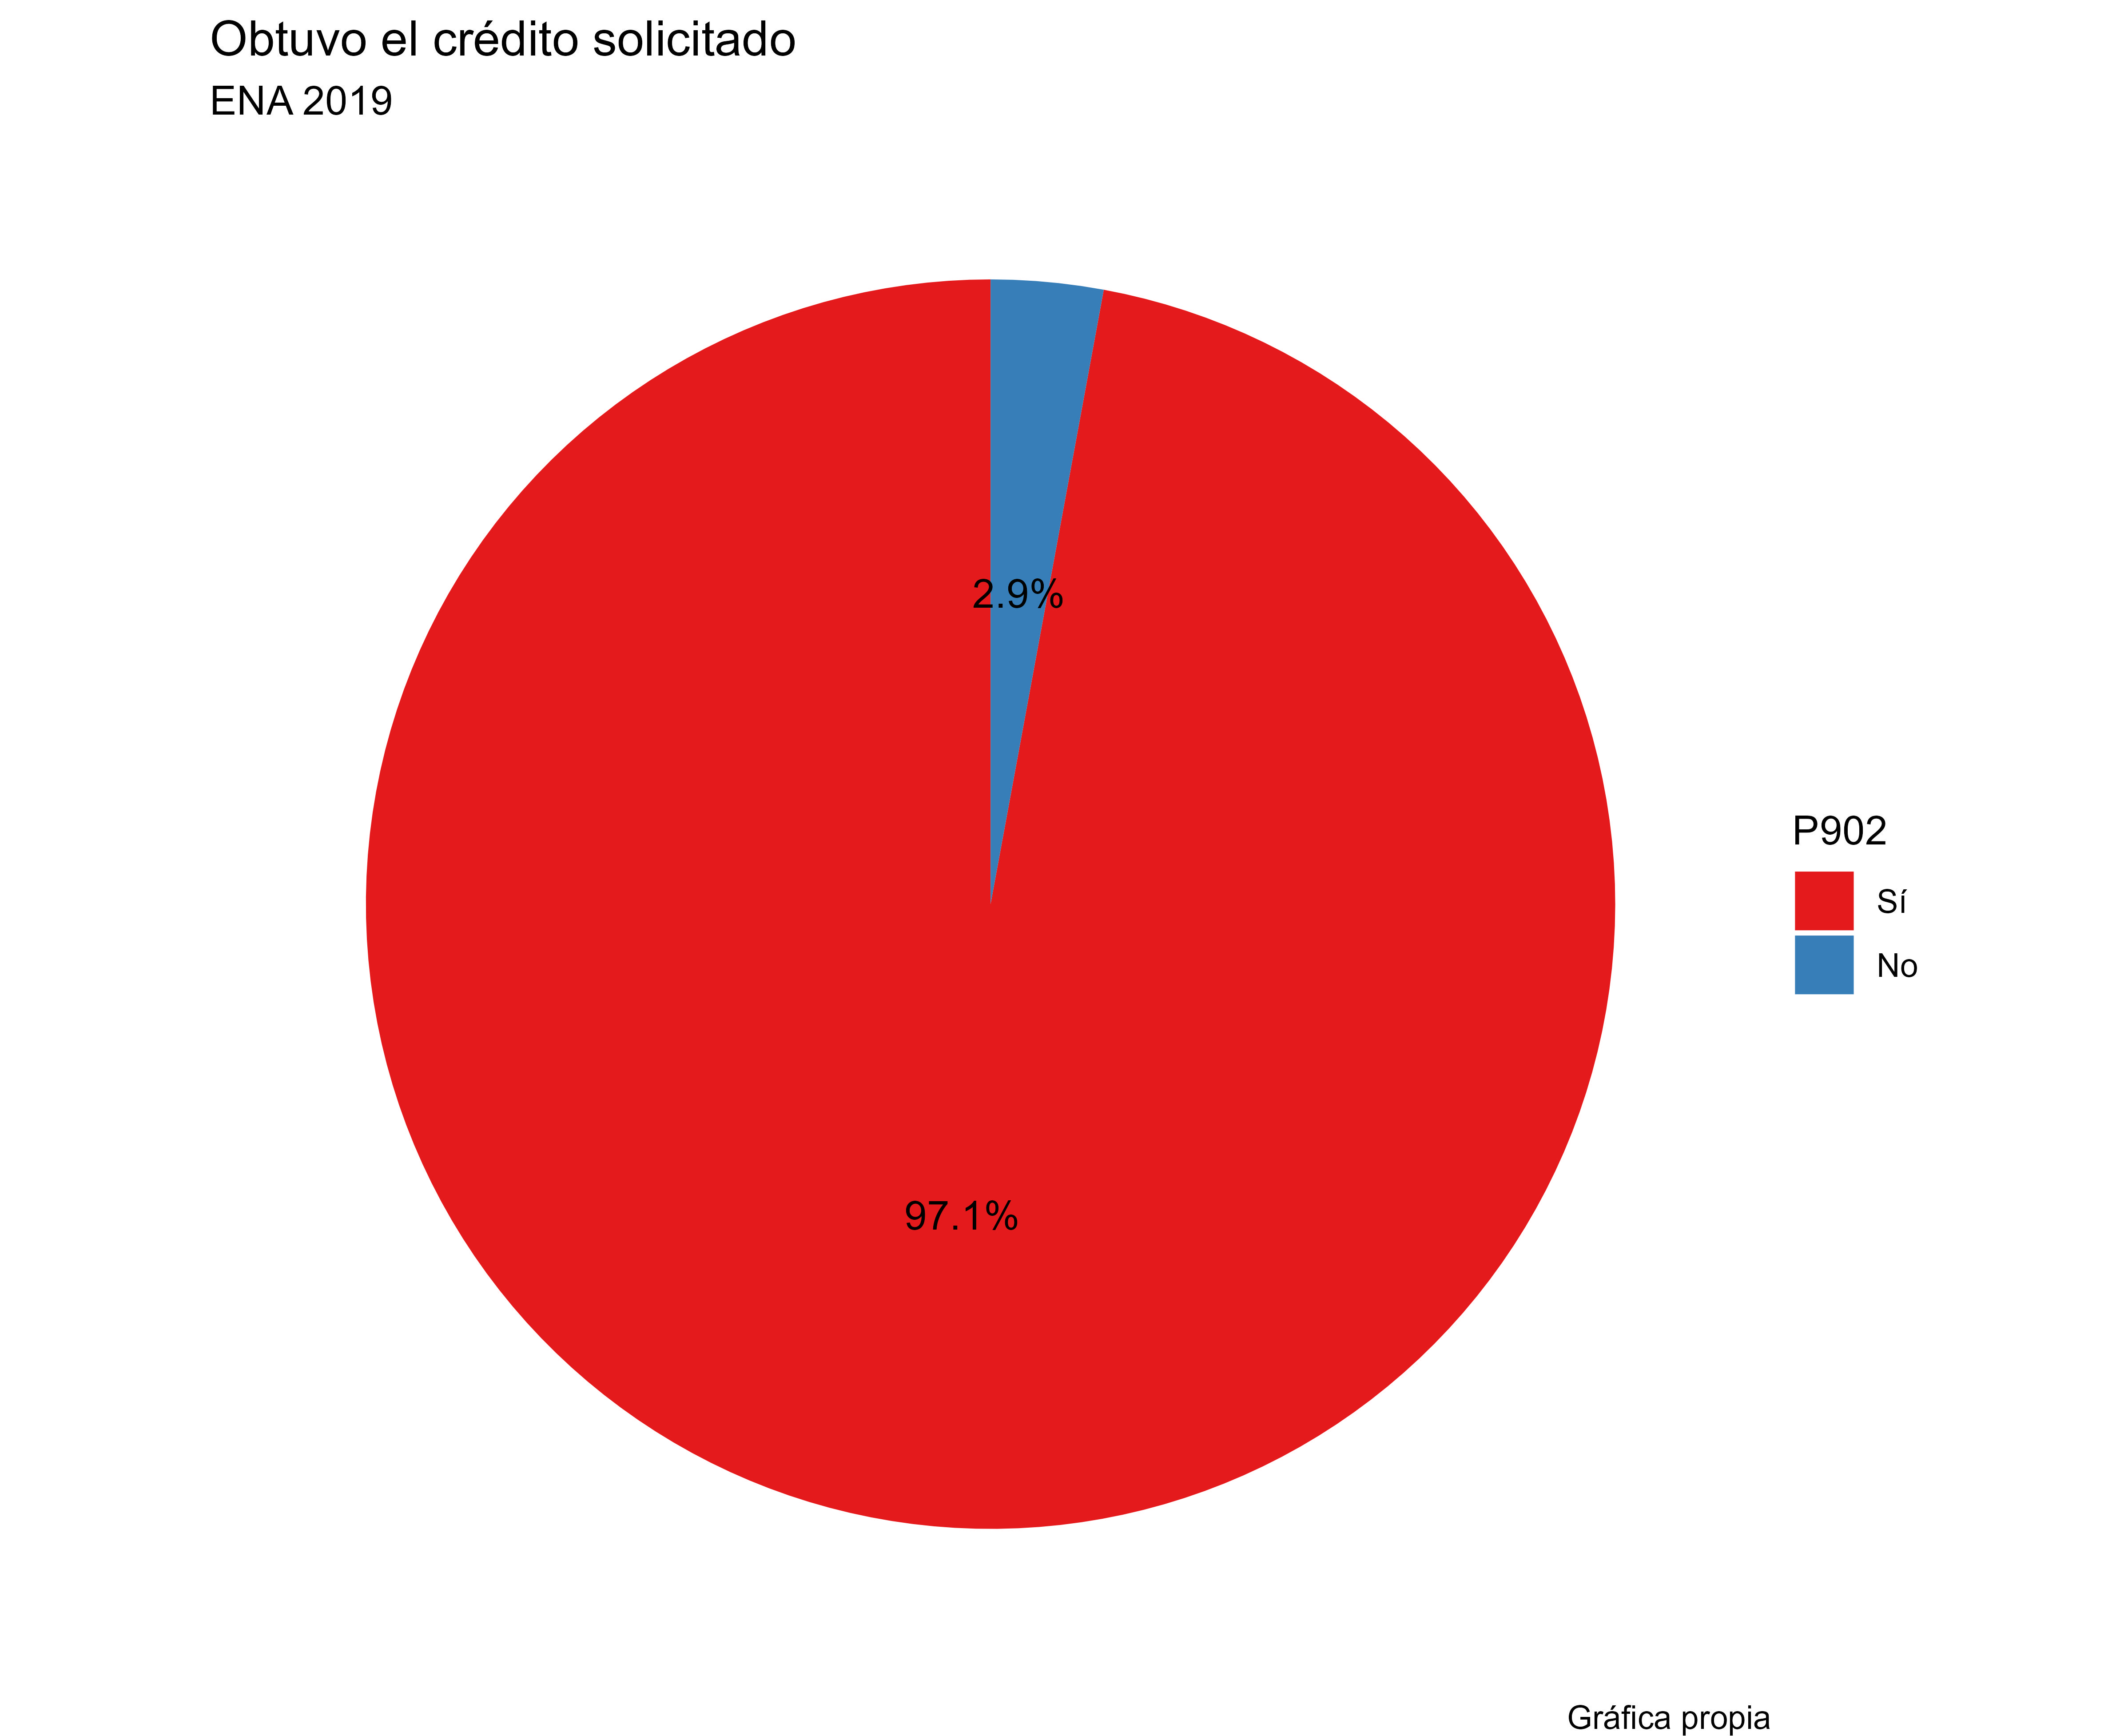 Obtuvo el crédito solicitado
ENA 2019
2.9%
97.1%
P902
Sí
No
Gráfica propia